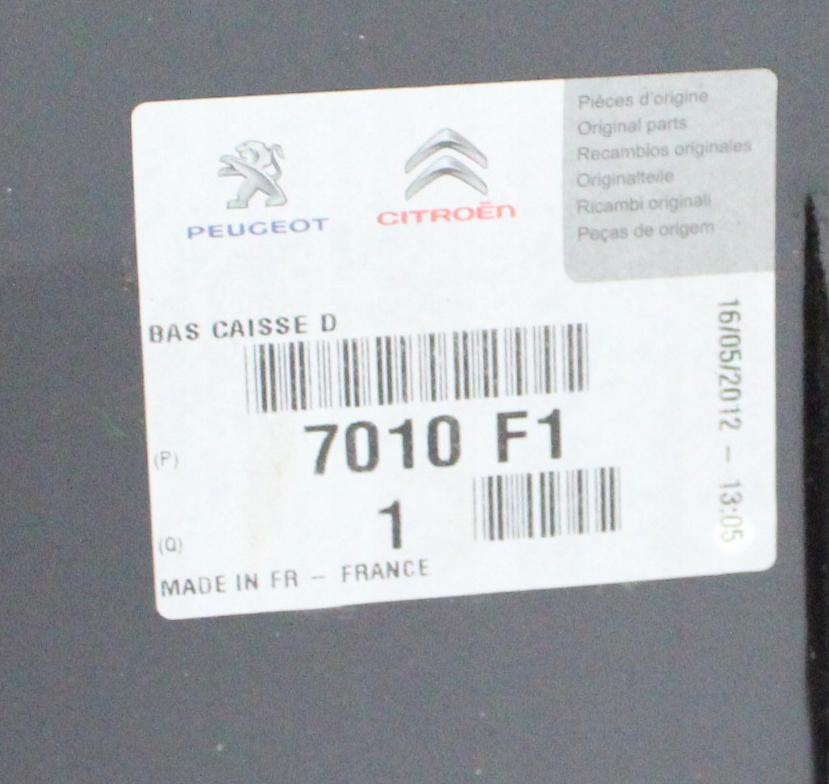 PEUGEOT
CITROËN
Pièces d'origine
Original parts
Recambios originales
Originalteile
Ricambi originali
Peças de origem
BAS CAISSE D
(P)
7010 F1
(Q)
1
MADE IN FR – FRANCE
16/05/2012 – 13:05